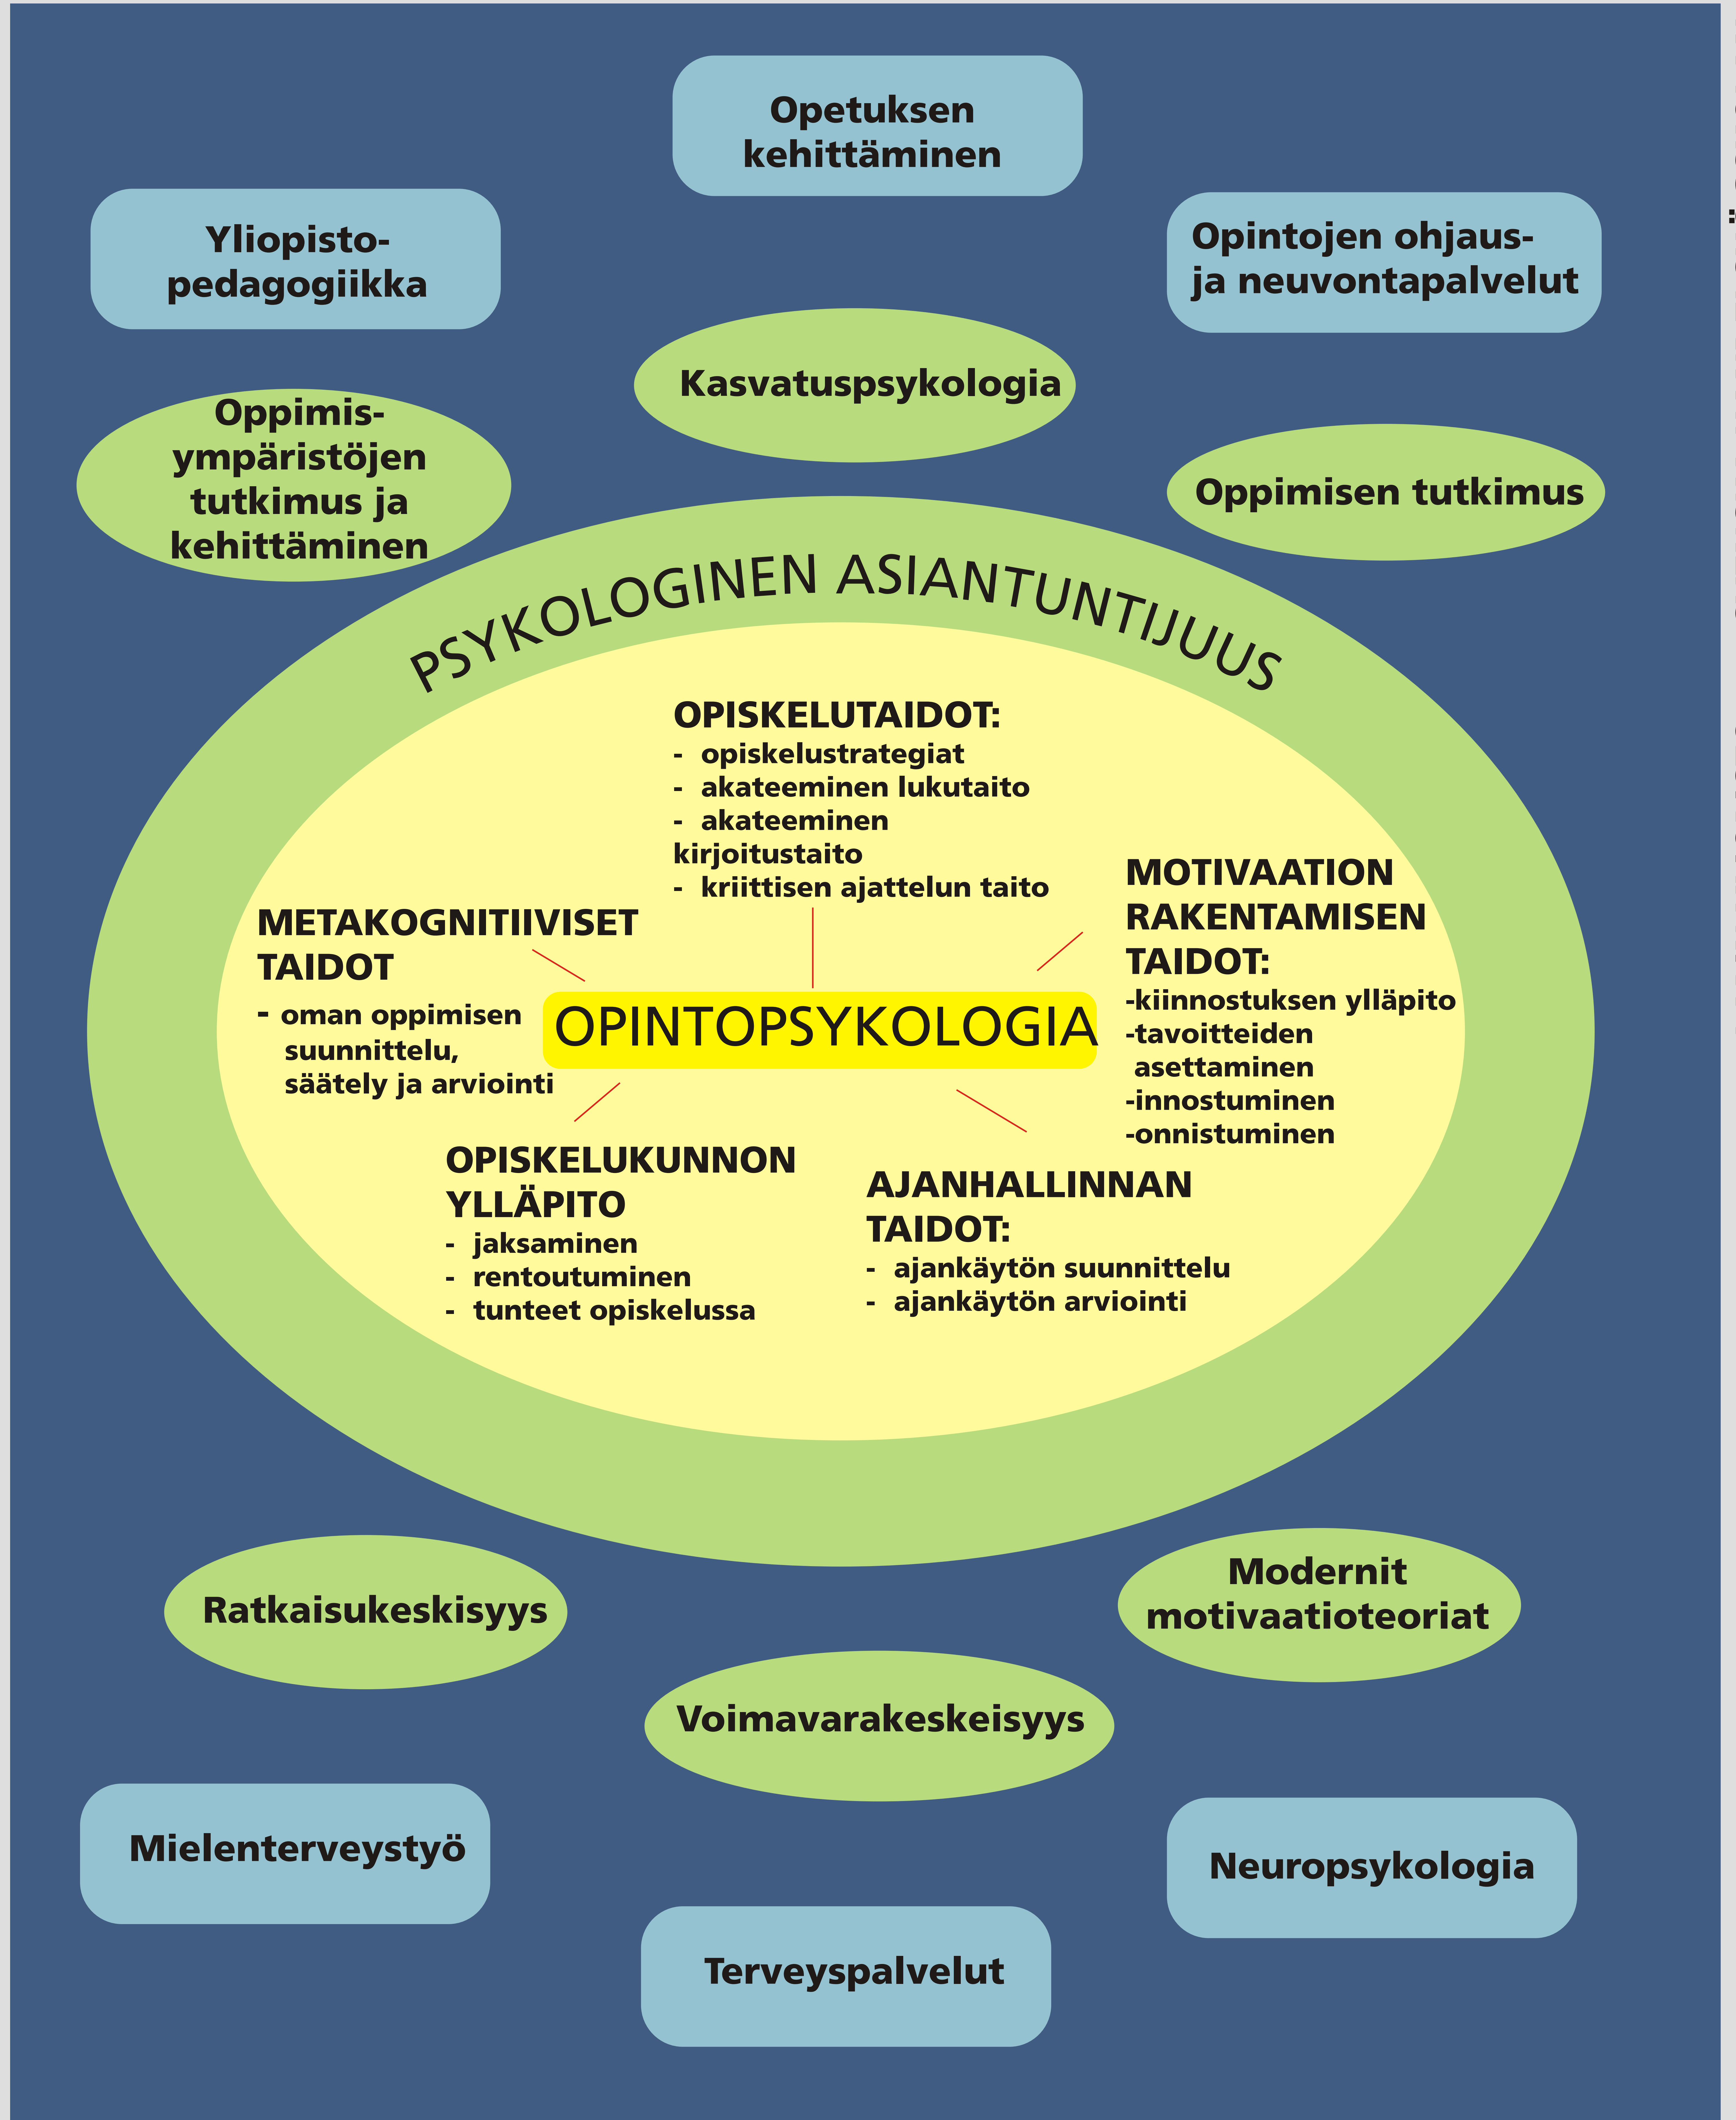 Opetuksen
kehittäminen
Yliopisto-
pedagogiikka
Opintojen ohjaus-
ja neuvontapalvelut
Kasvatuspsykologia
Oppimis-
ympäristöjen
tutkimus ja
kehittäminen
Oppimisen tutkimus
PSYKOLOGINEN ASIANTUNTIJUUS
OPISKELUTAIDOT:
- opiskelustrategiat
- akateeminen lukutaito
- akateeminen
kirjoitustaito
- kriittisen ajattelun taito
MOTIVAATION
RAKENTAMISEN
TAIDOT:
-kiinnostuksen ylläpito
-tavoitteiden
asettaminen
-innostuminen
-onnistuminen
METAKOGNITIIVISET
TAIDOT
- oman oppimisen
suunnittelu,
säätely ja arviointi
OPINTOPSYKOLOGIA
OPISKELUKUNNON
YLLÄPITO
- jaksaminen
- rentoutuminen
- tunteet opiskelussa
AJANHALLINNAN
TAIDOT:
- ajankäytön suunnittelu
- ajankäytön arviointi
Ratkaisukeskisyys
Modernit
motivaatioteoriat
Voimavarakeskeisyys
Mielenterveystyö
Neuropsykologia
Terveyspalvelut